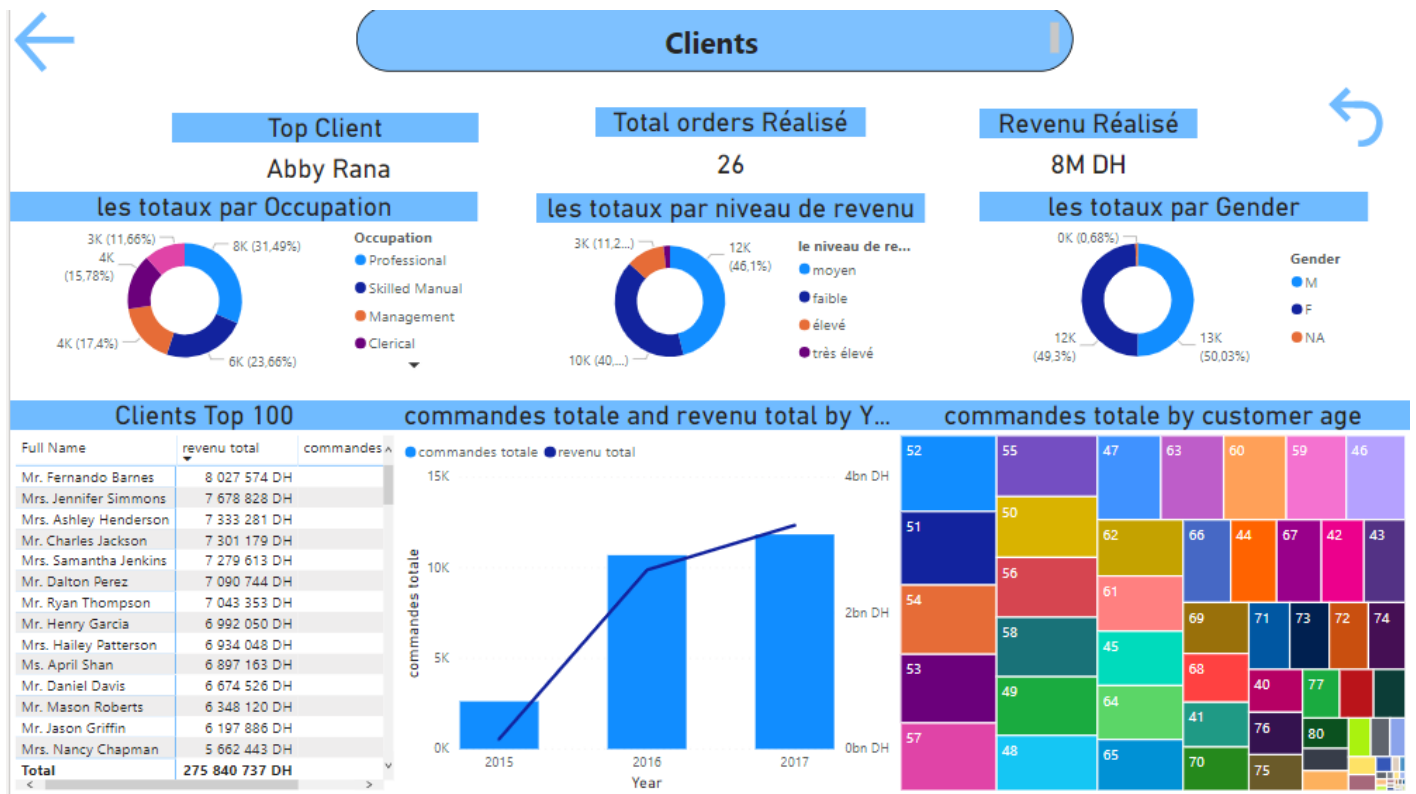 Clients
Top Client
Total orders Réalisé
Revenu Réalisé
Abby Rana
26
8M DH
les totaux par Occupation
les totaux par niveau de revenu
les totaux par Gender
3K (11,66%)
8K (31,49%)
4K
(15,78%)
4K (17,4%)
6K (23,66%)
Occupation
Professional
Skilled Manual
Management
Clerical
3K (11,2...)
12K
(46,1%)
10K (40,...)
le niveau de re...
moyen
faible
élevé
très élevé
0K (0,68%)
12K
(49,3%)
13K
(50,03%)
Gender
M
F
NA
Clients Top 100
Full Name revenu total commandes
Mr. Fernando Barnes 8 027 574 DH
Mrs. Jennifer Simmons 7 678 828 DH
Mrs. Ashley Henderson 7 333 281 DH
Mr. Charles Jackson 7 301 179 DH
Mrs. Samantha Jenkins 7 279 613 DH
Mr. Dalton Perez 7 090 744 DH
Mr. Ryan Thompson 7 043 353 DH
Mr. Henry Garcia 6 992 050 DH
Mrs. Hailey Patterson 6 934 048 DH
Ms. April Shan 6 897 163 DH
Mr. Daniel Davis 6 674 526 DH
Mr. Mason Roberts 6 348 120 DH
Mr. Jason Griffin 6 197 886 DH
Mrs. Nancy Chapman 5 662 443 DH
Total 275 840 737 DH
commandes totale and revenu total by Y...
commandes totale revenu total
commandes totale
15K
10K
5K
0K
4bn DH
2bn DH
0bn DH
2015 2016 2017
Year
commandes totale by customer age
52
51
54
53
57
55
50
56
58
49
48
47
63
60
59
46
62
61
45
64
65
66
44
67
42
43
69
68
41
70
71
73
72
74
40
77
76
80
75